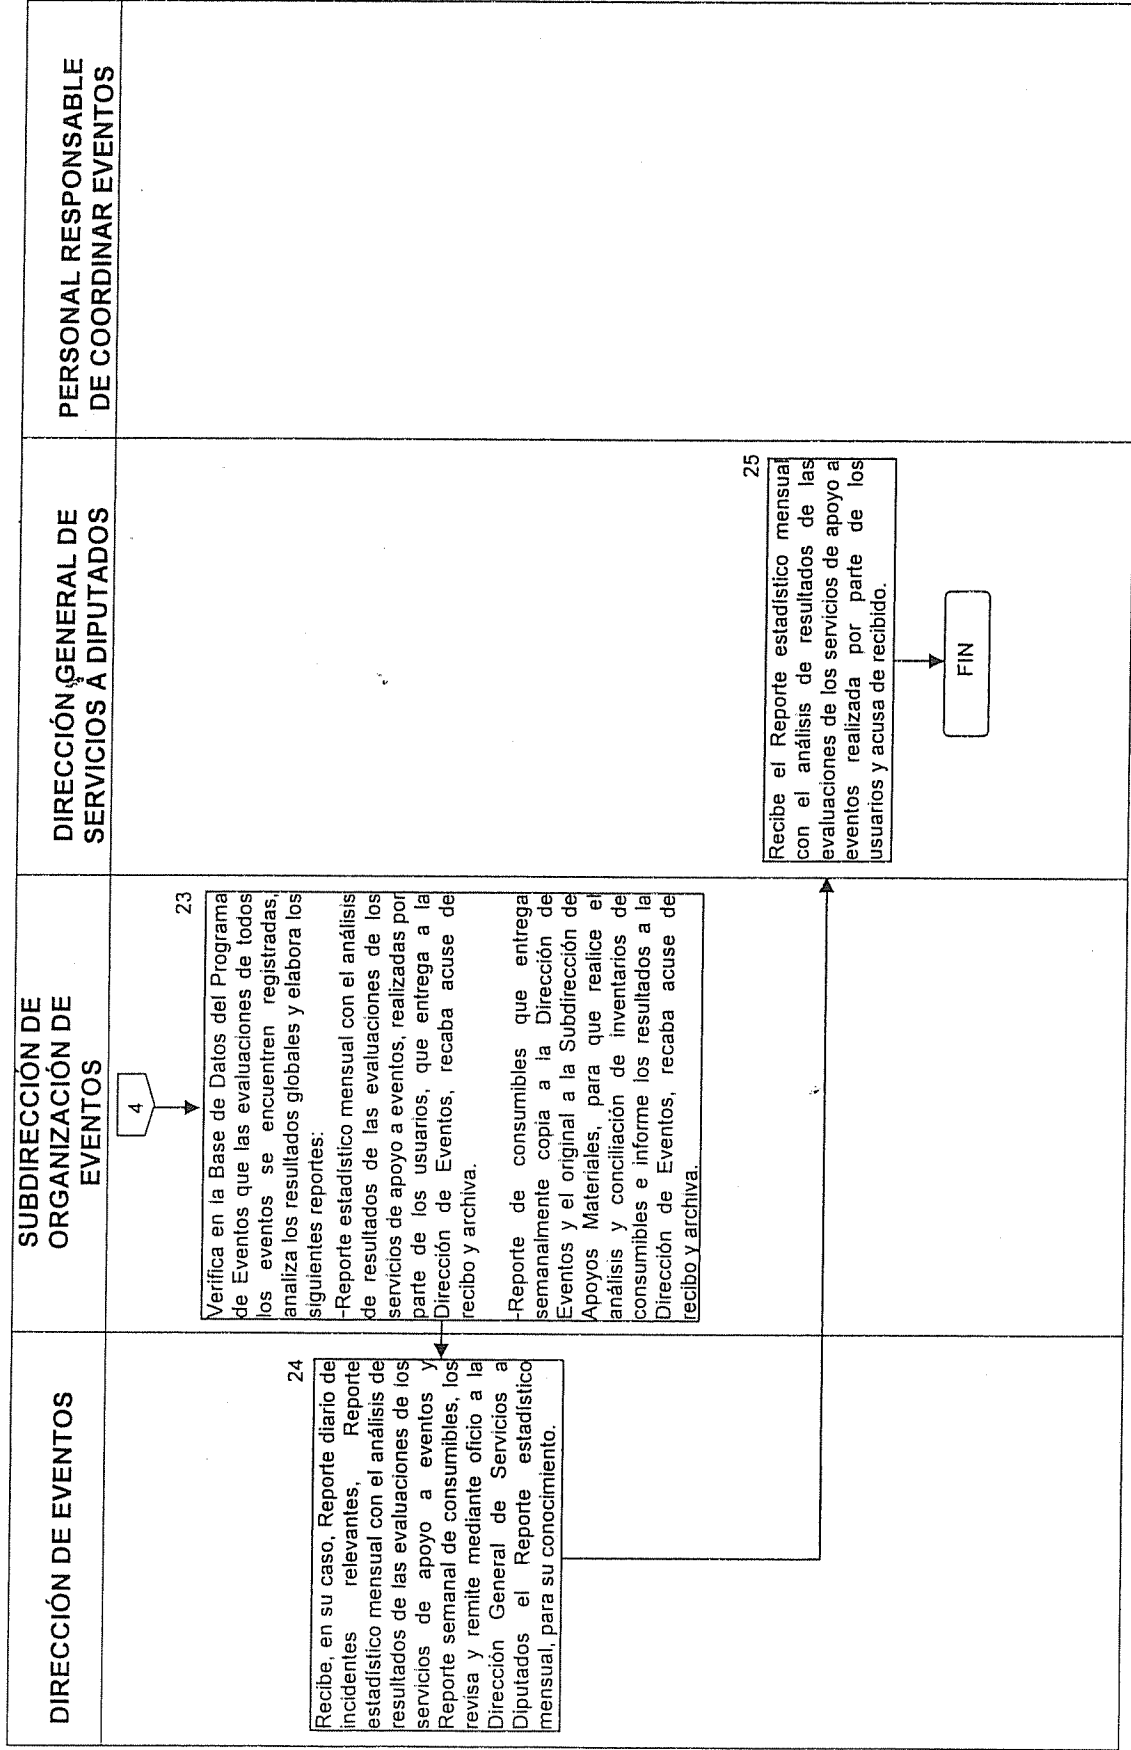 DIRECCIÓN DE EVENTOS
SUBDIRECCIÓN DE
ORGANIZACIÓN DE
EVENTOS
DIRECCIÓN GENERAL DE
SERVICIOS A DIPUTADOS
PERSONAL RESPONSABLE
DE COORDINAR EVENTOS
4
23
Verifica en la Base de Datos del Programa
de Eventos que las evaluaciones de todos
los eventos se encuentren registradas,
analiza los resultados globales y elabora los
siguientes reportes:
-Reporte estadístico mensual con el análisis
de resultados de las evaluaciones de los
servicios de apoyo a eventos, realizadas por
parte de los usuarios, que entrega a la
Dirección de Eventos, recaba acuse de
recibo y archiva.
-Reporte de consumibles que entrega
semanalmente copia a la Dirección de
Eventos y el original a la Subdirección de
Apoyos Materiales, para que realice el
análisis y conciliación de inventarios de
consumibles e informe los resultados a la
Dirección de Eventos, recaba acuse de
recibo y archiva.
24
Recibe, en su caso, Reporte diario de
incidentes relevantes, Reporte
estadístico mensual con el análisis de
resultados de las evaluaciones de los
servicios de apoyo a eventos y
Reporte semanal de consumibles, los
revisa y remite mediante oficio a la
Dirección General de Servicios a
Diputados el Reporte estadístico
mensual, para su conocimiento.
25
Recibe el Reporte estadístico mensual
con el análisis de resultados de las
evaluaciones de los servicios de apoyo a
eventos realizada por parte de los
usuarios y acusa de recibido.
FIN